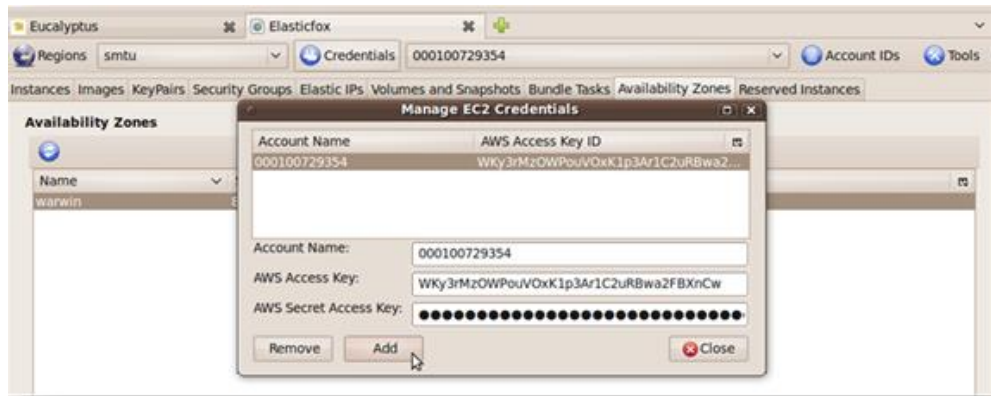 Eucalyptus Elasticfox
Regions smtu Credentials 000100729354 Account IDs Tools
Instances Images KeyPairs Security Groups Elastic IPs Volumes and Snapshots Bundle Tasks Availability Zones Reserved Instances
Manage EC2 Credentials
Availability Zones
Account Name AWS Access Key ID
000100729354 WKy3rMzOWPouVOxK1p3Ar1C2uRBwa2...
Name
warwin
Account Name: 000100729354
AWS Access Key: WKy3rMzOWPouVOxK1p3Ar1C2uRBwa2FBXnCw
AWS Secret Access Key:
Remove Add Close